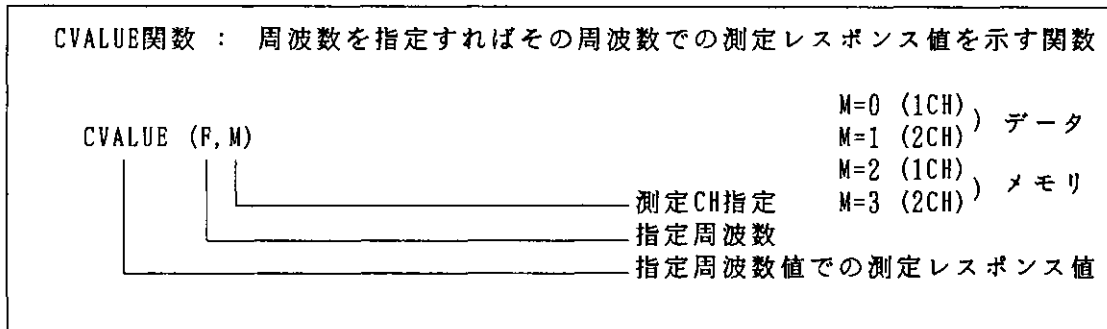 CVALUE関数 : 周波数を指定すればその周波数での測定レスポンス値を示す関数
M=0 (1CH)
CVALUE (F,M)
M=1 (2CH) ) データ
M=2 (1CH)
測定CH指定
M=3 (2CH) ) メモリ
指定周波数
指定周波数値での測定レスポンス値